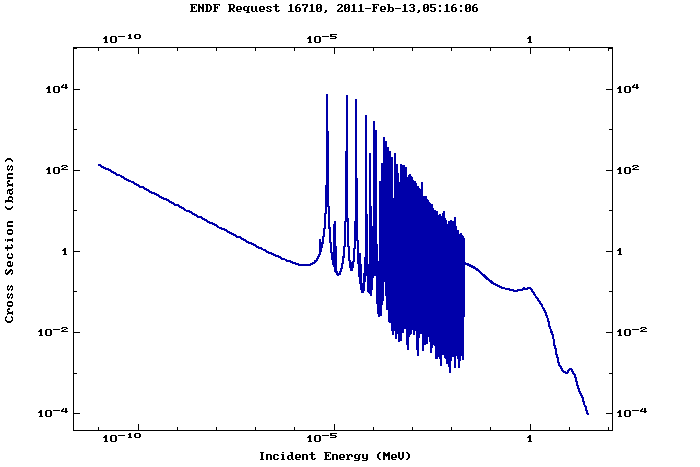 ENDF Request 16710, 2011-Feb-13,05:16:06
10⁻¹⁰ 10⁻⁵ 1
10⁴ 10⁴
10² 10²
1 1
10⁻² 10⁻²
10⁻⁴ 10⁻⁴
Cross Section (barns)
10⁻¹⁰ 10⁻⁵ 1
Incident Energy (MeV)